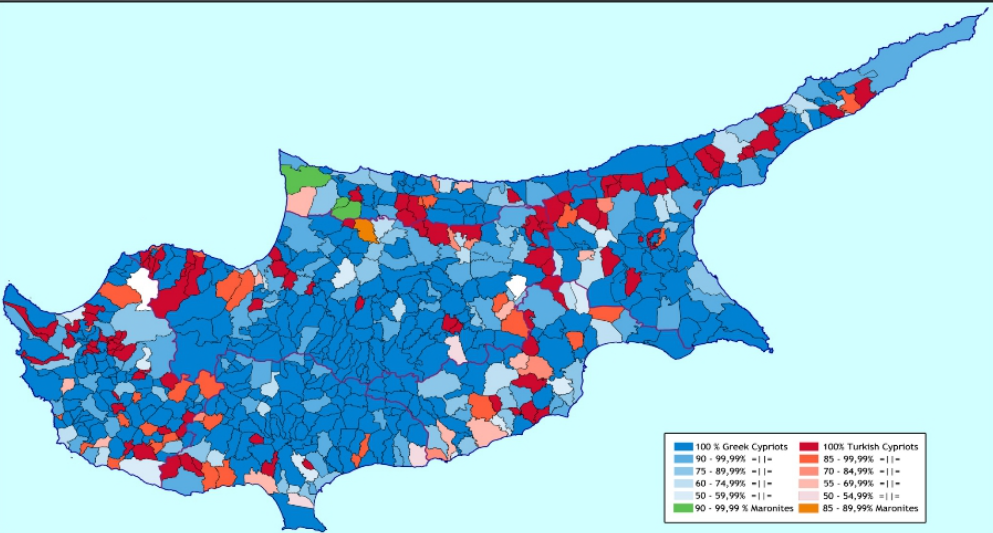 100 % Greek Cypriots
90 - 99,99% =||=
75 - 89,99% =||=
60 - 74,99% =||=
50 - 59,99% =||=
90 - 99,99 % Maronites
100% Turkish Cypriots
85 - 99,99% =||=
70 - 84,99% =||=
55 - 69,99% =||=
50 - 54,99% =||=
85 - 89,99% Maronites